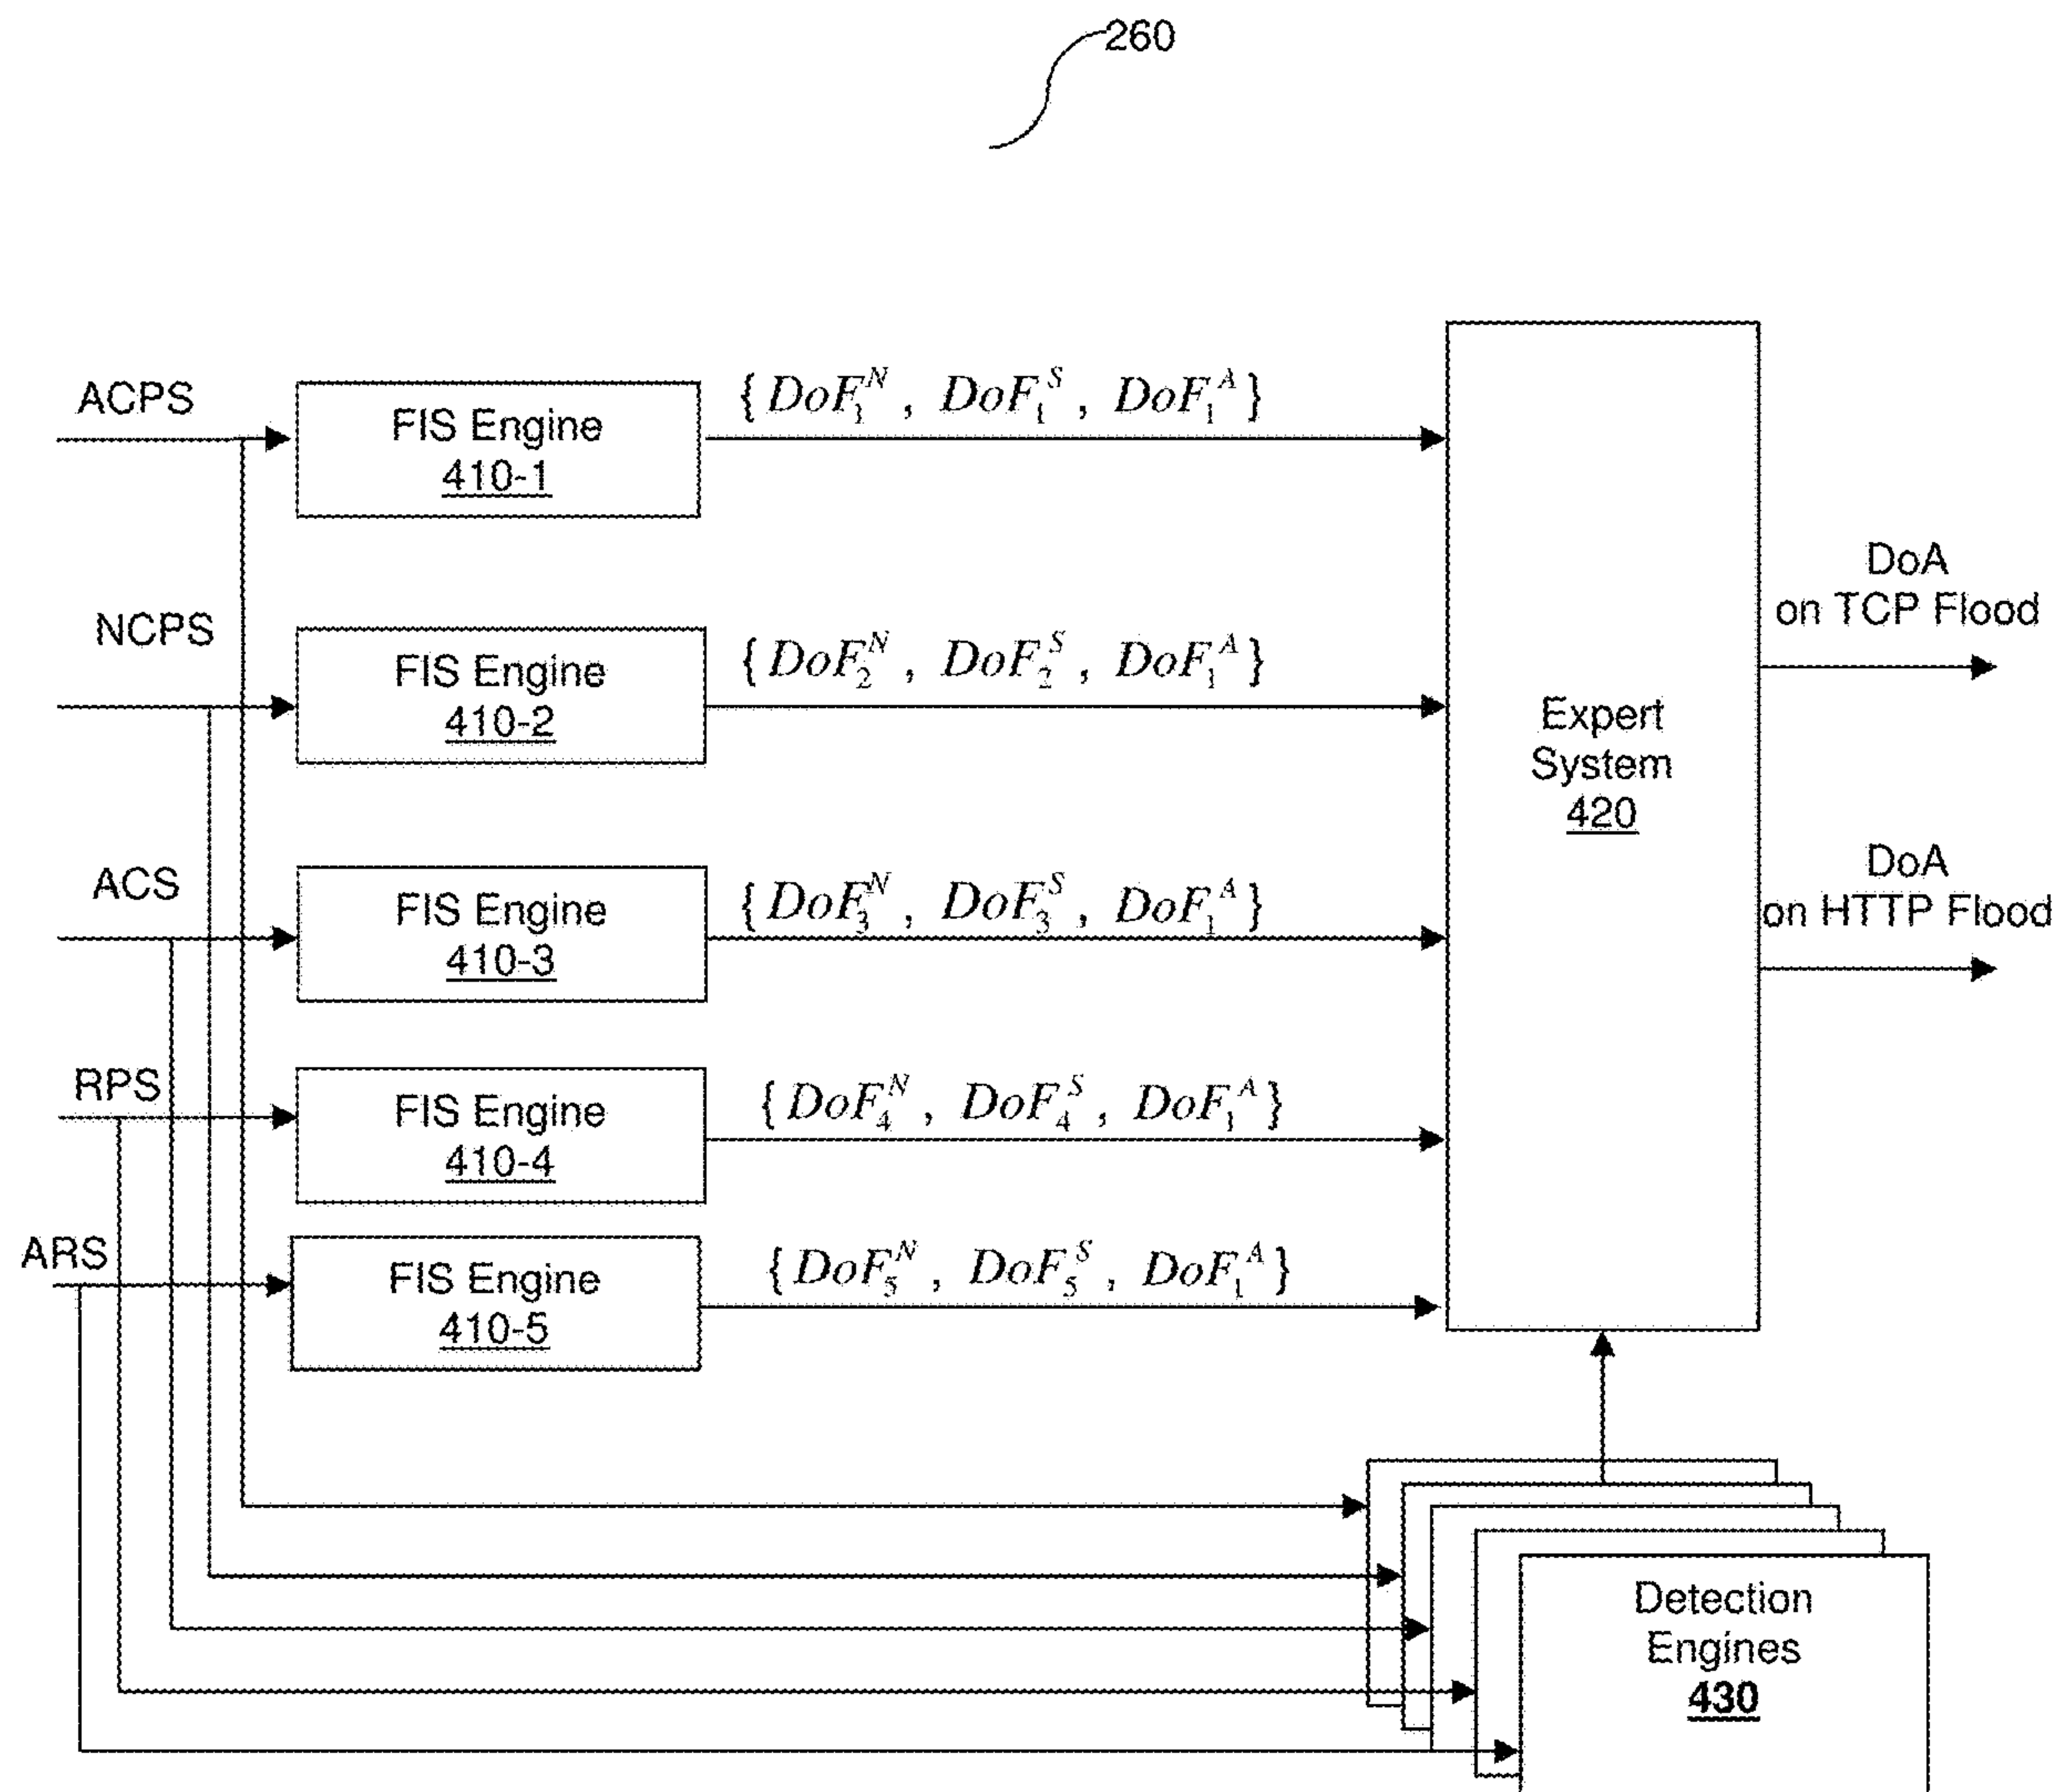 260
ACPS
FIS Engine
410-1
{DoF₁ᴺ, DoF₁ˢ, DoF₁ᴬ}
NCPS
FIS Engine
410-2
{DoF₂ᴺ, DoF₂ˢ, DoF₁ᴬ}
ACS
FIS Engine
410-3
{DoF₃ᴺ, DoF₃ˢ, DoF₁ᴬ}
RPS
FIS Engine
410-4
{DoF₄ᴺ, DoF₄ˢ, DoF₁ᴬ}
ARS
FIS Engine
410-5
{DoF₅ᴺ, DoF₅ˢ, DoF₁ᴬ}
Expert
System
420
DoA
on TCP Flood
DoA
on HTTP Flood
Detection
Engines
430